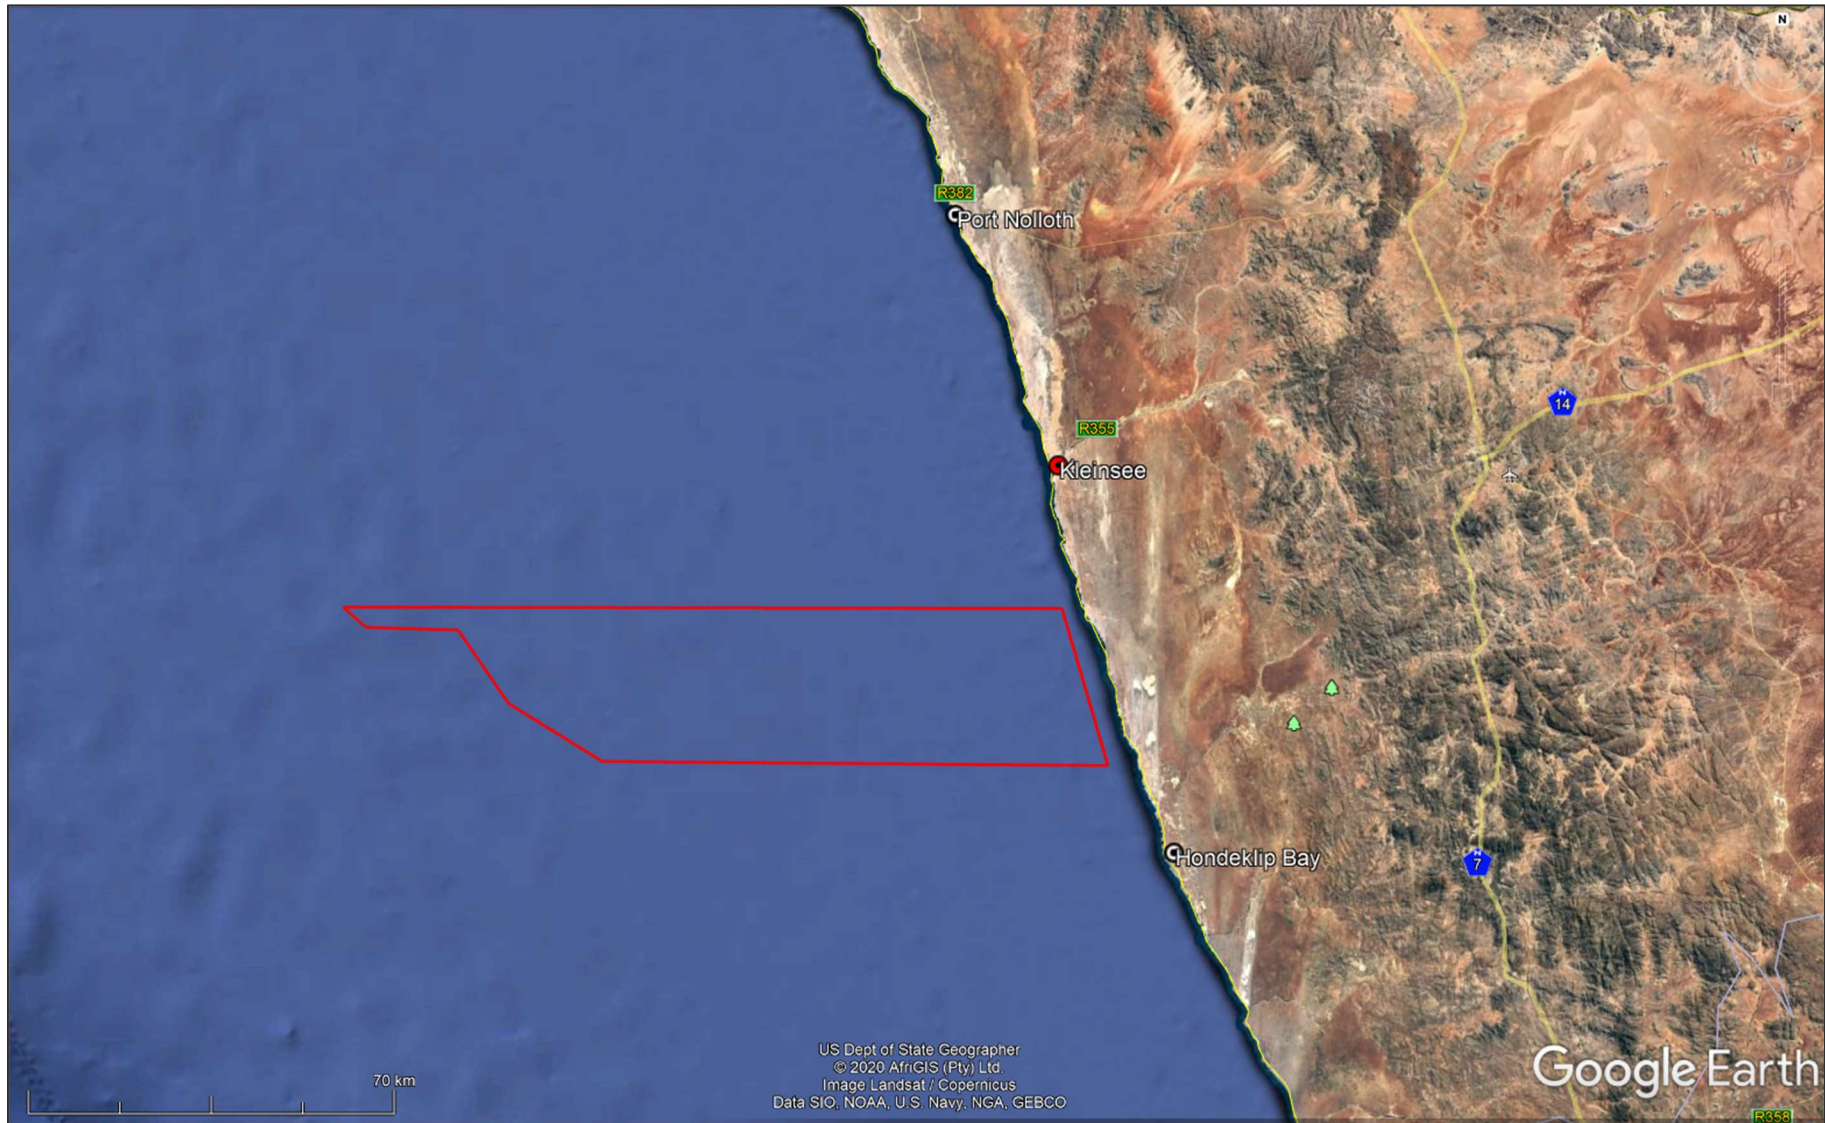 N
R382
Port Nolloth
N
14
R355
Kleinsee
Hondeklip Bay
N
7
US Dept of State Geographer
© 2020 AfriGIS (Pty) Ltd.
Image Landsat / Copernicus
Data SIO, NOAA, U.S. Navy, NGA, GEBCO
70 km
Google Earth
R358